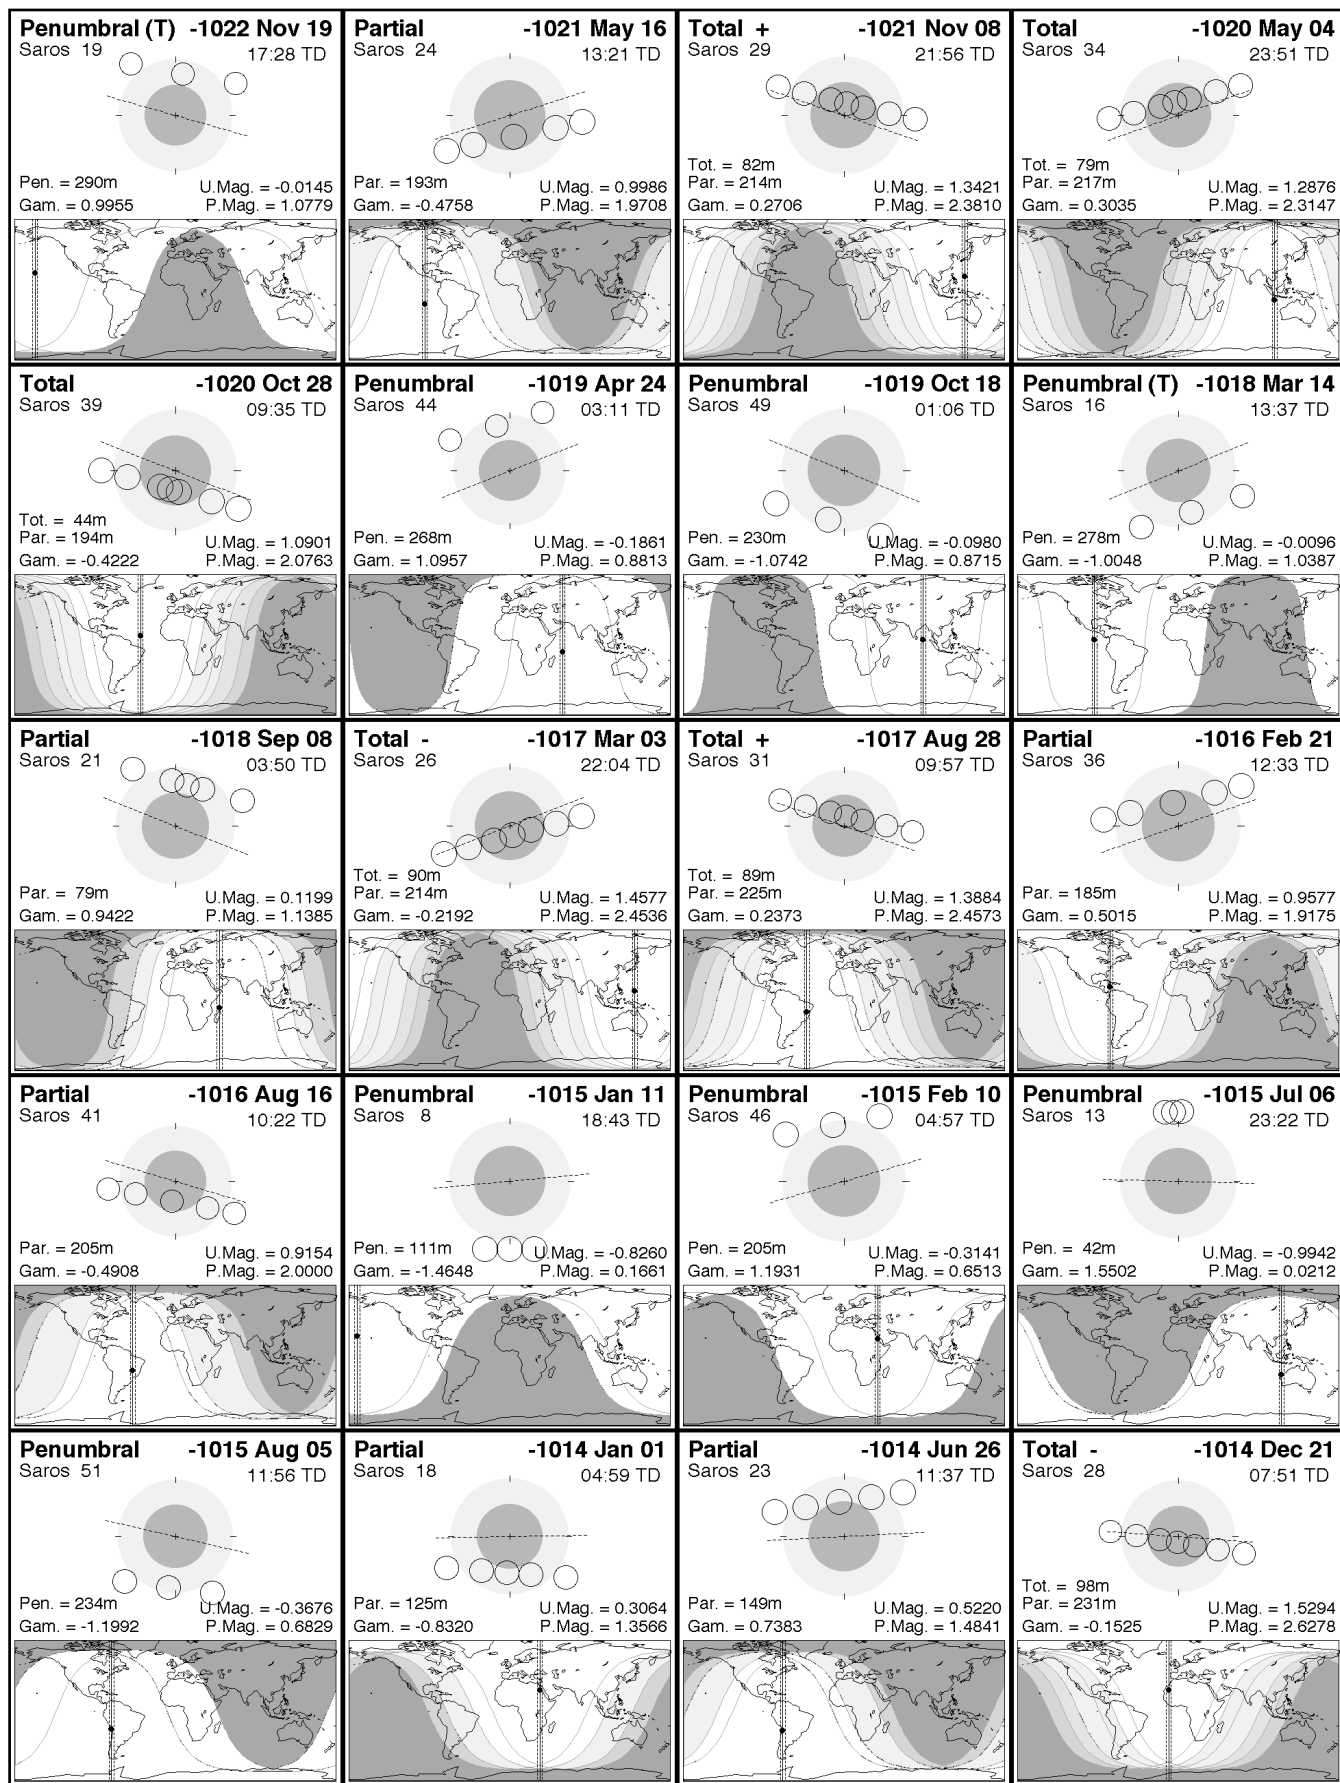 Penumbral (T) -1022 Nov 19
Saros 19 17:28 TD
Pen. = 290m U.Mag. = -0.0145
Gam. = 0.9955 P.Mag. = 1.0779
Partial -1021 May 16
Saros 24 13:21 TD
Par. = 193m U.Mag. = 0.9986
Gam. = -0.4758 P.Mag. = 1.9708
Total + -1021 Nov 08
Saros 29 21:56 TD
Tot. = 82m
Par. = 214m U.Mag. = 1.3421
Gam. = 0.2706 P.Mag. = 2.3810
Total -1020 May 04
Saros 34 23:51 TD
Tot. = 79m
Par. = 217m U.Mag. = 1.2876
Gam. = 0.3035 P.Mag. = 2.3147
Total -1020 Oct 28
Saros 39 09:35 TD
Tot. = 44m
Par. = 194m U.Mag. = 1.0901
Gam. = -0.4222 P.Mag. = 2.0763
Penumbral -1019 Apr 24
Saros 44 03:11 TD
Pen. = 268m U.Mag. = -0.1861
Gam. = 1.0957 P.Mag. = 0.8813
Penumbral -1019 Oct 18
Saros 49 01:06 TD
Pen. = 230m U.Mag. = -0.0980
Gam. = -1.0742 P.Mag. = 0.8715
Penumbral (T) -1018 Mar 14
Saros 16 13:37 TD
Pen. = 278m U.Mag. = -0.0096
Gam. = -1.0048 P.Mag. = 1.0387
Partial -1018 Sep 08
Saros 21 03:50 TD
Par. = 79m U.Mag. = 0.1199
Gam. = 0.9422 P.Mag. = 1.1385
Total - -1017 Mar 03
Saros 26 22:04 TD
Tot. = 90m
Par. = 214m U.Mag. = 1.4577
Gam. = -0.2192 P.Mag. = 2.4536
Total + -1017 Aug 28
Saros 31 09:57 TD
Tot. = 89m
Par. = 225m U.Mag. = 1.3884
Gam. = 0.2373 P.Mag. = 2.4573
Partial -1016 Feb 21
Saros 36 12:33 TD
Par. = 185m U.Mag. = 0.9577
Gam. = 0.5015 P.Mag. = 1.9175
Partial -1016 Aug 16
Saros 41 10:22 TD
Par. = 205m U.Mag. = 0.9154
Gam. = -0.4908 P.Mag. = 2.0000
Penumbral -1015 Jan 11
Saros 8 18:43 TD
Pen. = 111m U.Mag. = -0.8260
Gam. = -1.4648 P.Mag. = 0.1661
Penumbral -1015 Feb 10
Saros 46 04:57 TD
Pen. = 205m U.Mag. = -0.3141
Gam. = 1.1931 P.Mag. = 0.6513
Penumbral -1015 Jul 06
Saros 13 23:22 TD
Pen. = 42m U.Mag. = -0.9942
Gam. = 1.5502 P.Mag. = 0.0212
Penumbral -1015 Aug 05
Saros 51 11:56 TD
Pen. = 234m U.Mag. = -0.3676
Gam. = -1.1992 P.Mag. = 0.6829
Partial -1014 Jan 01
Saros 18 04:59 TD
Par. = 125m U.Mag. = 0.3064
Gam. = -0.8320 P.Mag. = 1.3566
Partial -1014 Jun 26
Saros 23 11:37 TD
Par. = 149m U.Mag. = 0.5220
Gam. = 0.7383 P.Mag. = 1.4841
Total - -1014 Dec 21
Saros 28 07:51 TD
Tot. = 98m
Par. = 231m U.Mag. = 1.5294
Gam. = -0.1525 P.Mag. = 2.6278